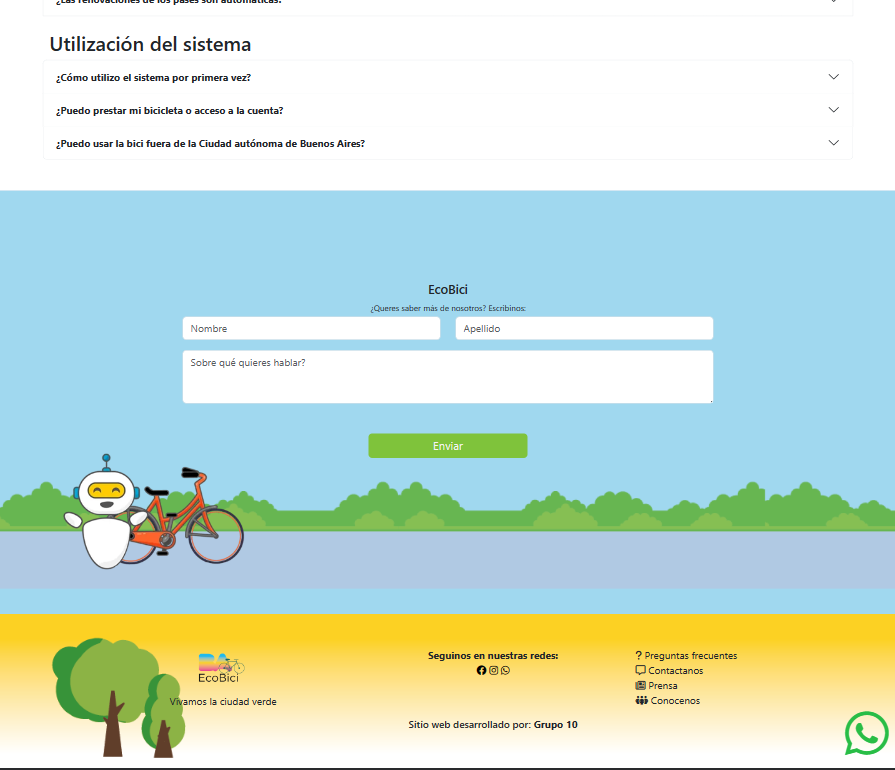 ¿Las renovaciones de los pases son automáticas?
Utilización del sistema
¿Cómo utilizo el sistema por primera vez?
¿Puedo prestar mi bicicleta o acceso a la cuenta?
¿Puedo usar la bici fuera de la Ciudad autónoma de Buenos Aires?
EcoBici
¿Queres saber más de nosotros? Escribinos:
Nombre
Apellido
Sobre qué quieres hablar?
Enviar
BA
EcoBici
Vivamos la ciudad verde
Seguinos en nuestras redes:
Sitio web desarrollado por: Grupo 10
? Preguntas frecuentes
Contactanos
Prensa
Conocenos